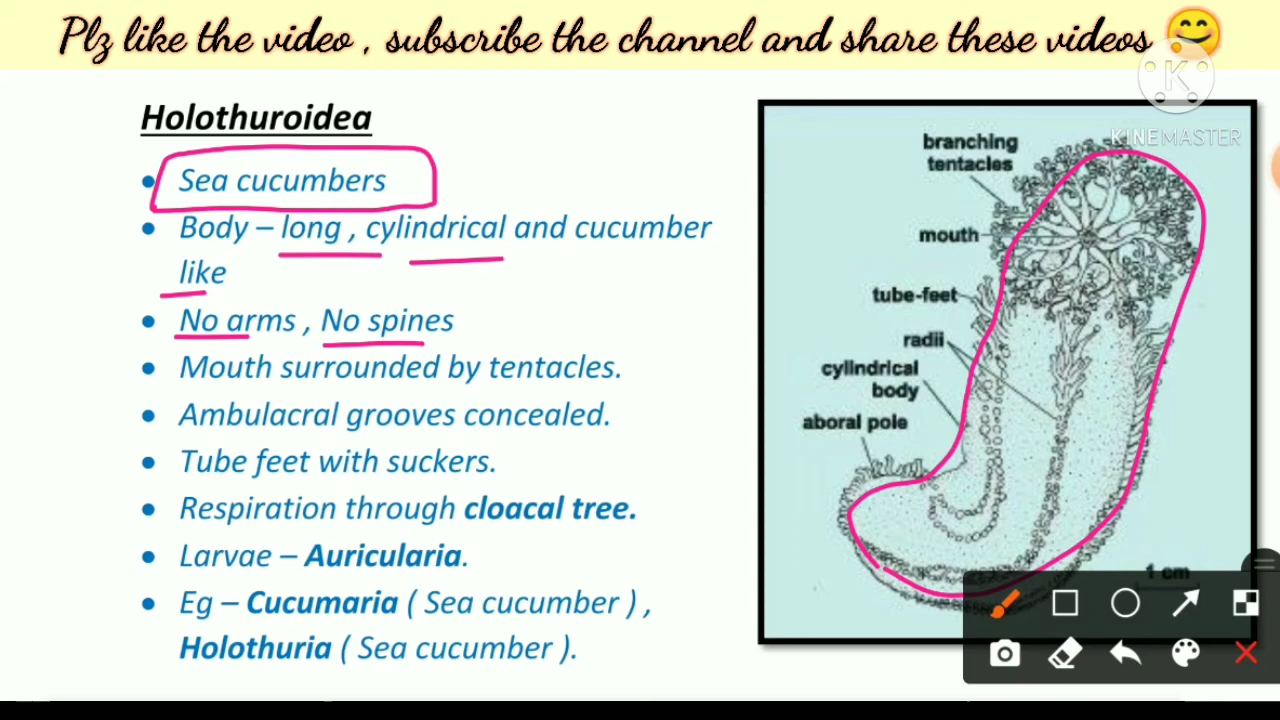 Plz like the video , subscribe the channel and share these videos 😊
K
KINEMASTER
Holothuroidea
• Sea cucumbers
• Body – long , cylindrical and cucumber
like
• No arms , No spines
• Mouth surrounded by tentacles.
• Ambulacral grooves concealed.
• Tube feet with suckers.
• Respiration through cloacal tree.
• Larvae – Auricularia.
• Eg – Cucumaria ( Sea cucumber ) ,
Holothuria ( Sea cucumber ).
branching
tentacles
mouth
tube-feet
radii
cylindrical
body
aboral pole
1 cm